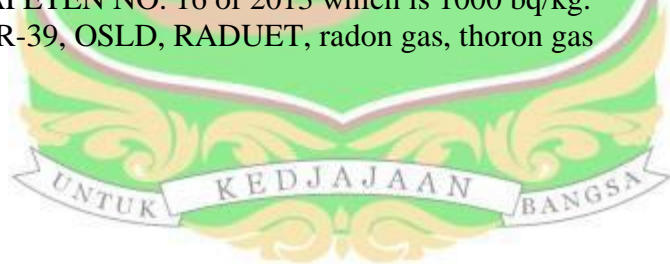 NO. 16 of 2013 which is 1000 bq/kg.
R-39, OSLD, RADUET, radon gas, thoron gas
UNTUK KEDJAJAAN BANGSA